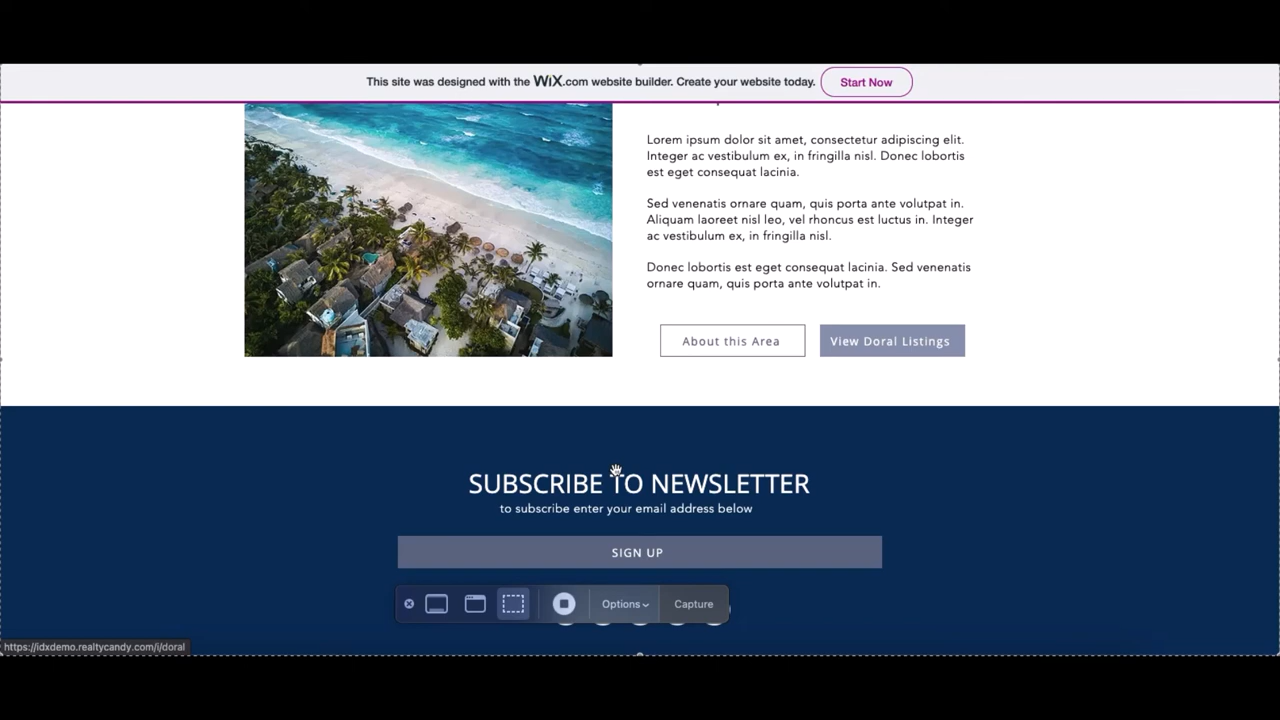 This site was designed with the WiX.com website builder. Create your website today. Start Now
Lorem ipsum dolor sit amet, consectetur adipiscing elit.
Integer ac vestibulum ex, in fringilla nisl. Donec lobortis
est eget consequat lacinia.
Sed venenatis ornare quam, quis porta ante volutpat in.
Aliquam laoreet nisl leo, vel rhoncus est luctus in. Integer
ac vestibulum ex, in fringilla nisl.
Donec lobortis est eget consequat lacinia. Sed venenatis
ornare quam, quis porta ante volutpat in.
About this Area
View Doral Listings
SUBSCRIBE TO NEWSLETTER
to subscribe enter your email address below
SIGN UP
Options
Capture
https://idxdemo.realtycandy.com/i/doral